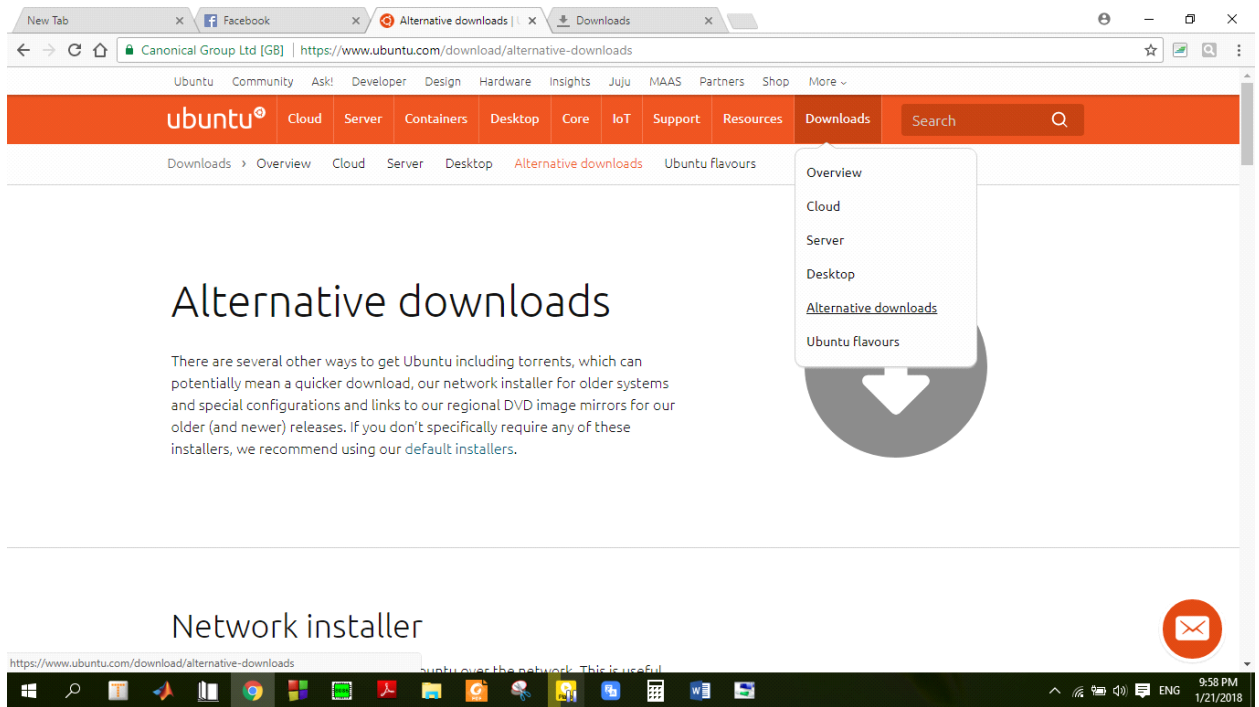 New Tab
Facebook
Alternative downloads |
Downloads
Canonical Group Ltd [GB] | https://www.ubuntu.com/download/alternative-downloads
Ubuntu Community Ask! Developer Design Hardware Insights Juju MAAS Partners Shop More
ubuntu Cloud Server Containers Desktop Core IoT Support Resources Downloads Search
Downloads › Overview Cloud Server Desktop Alternative downloads Ubuntu flavours
Overview
Cloud
Server
Desktop
Alternative downloads
Ubuntu flavours
Alternative downloads
There are several other ways to get Ubuntu including torrents, which can
potentially mean a quicker download, our network installer for older systems
and special configurations and links to our regional DVD image mirrors for our
older (and newer) releases. If you don't specifically require any of these
installers, we recommend using our default installers.
Network installer
https://www.ubuntu.com/download/alternative-downloads
over the network. This is useful
ENG
9:58 PM
1/21/2018